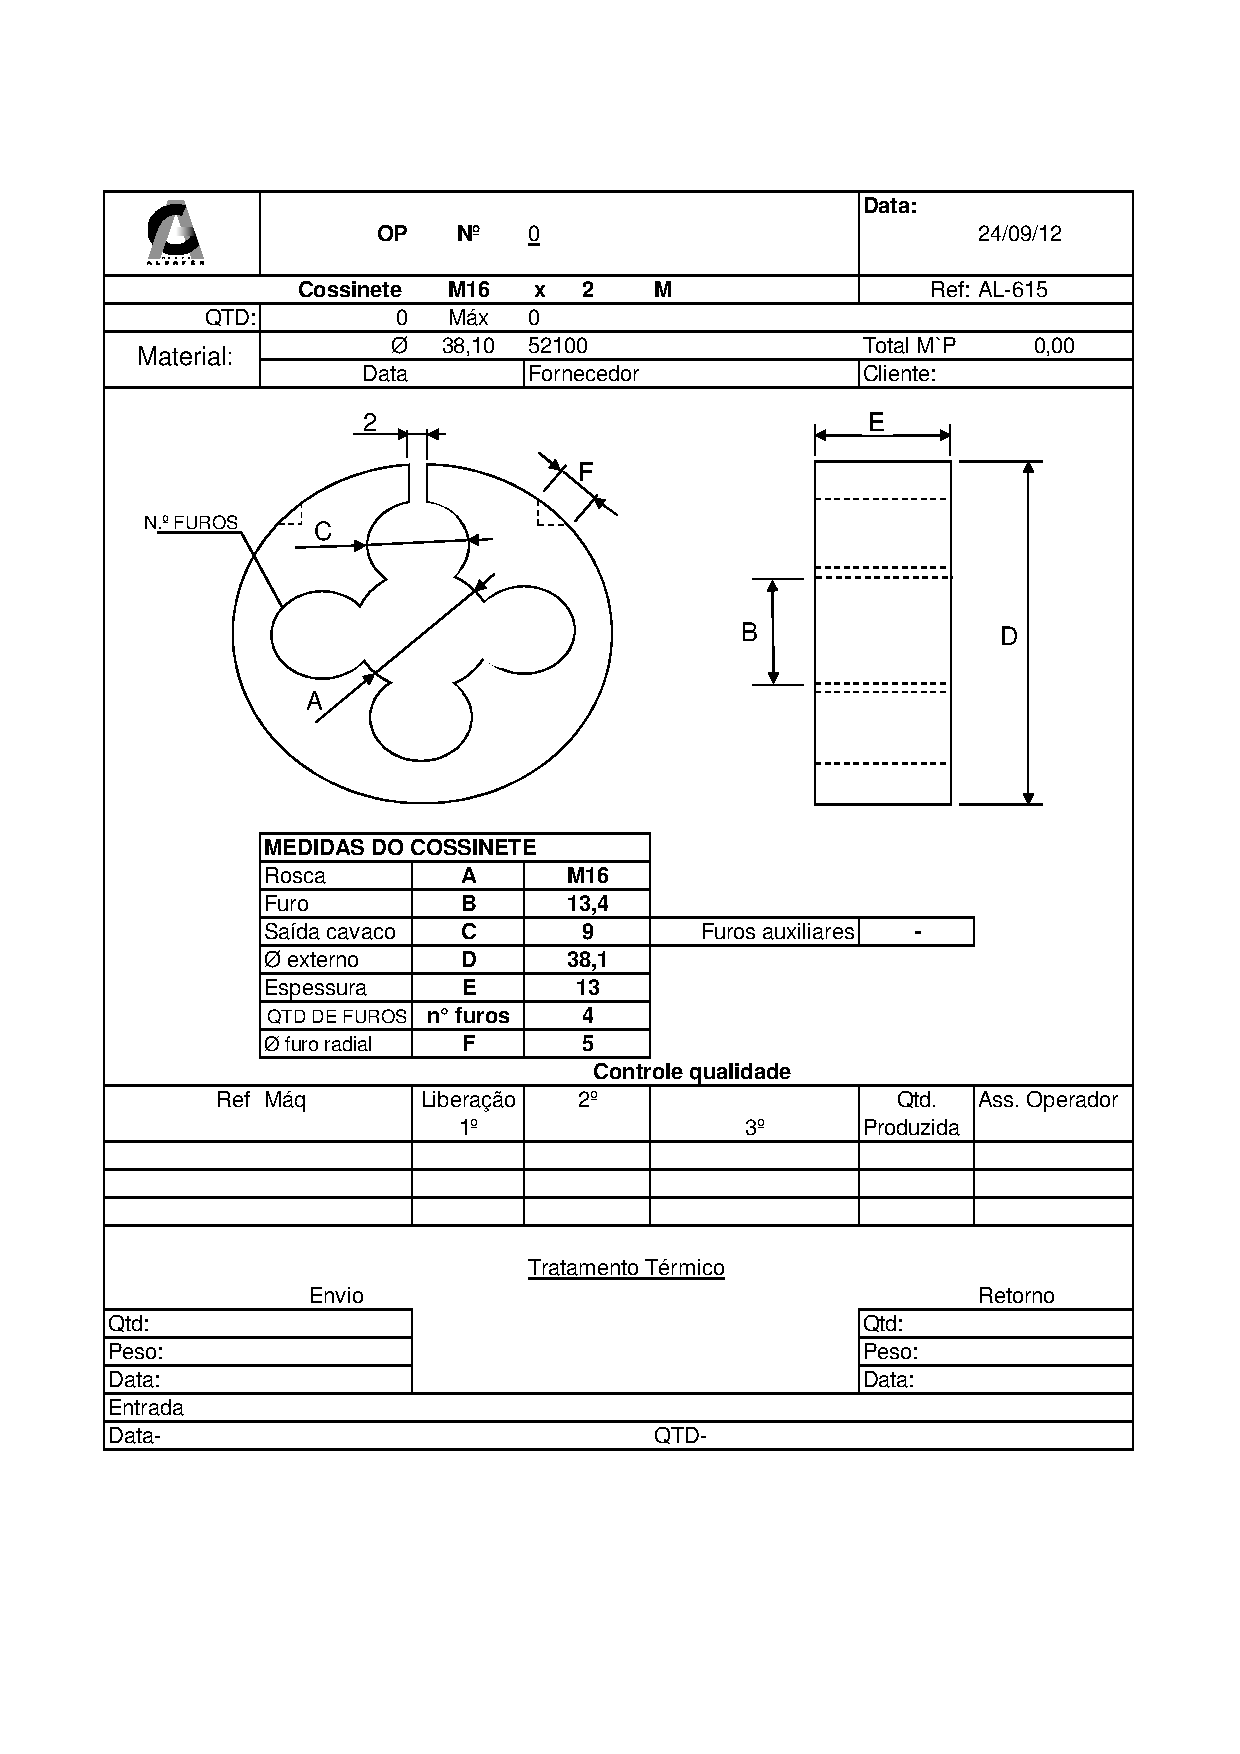 Data:
OP Nº 0 24/09/12
Cossinete M16 x 2 M Ref: AL-615
QTD: 0 Máx 0
Material: Ø 38,10 52100 Total M`P 0,00
Data Fornecedor Cliente:
2
E
F
N.º FUROS
C
B
D
A
MEDIDAS DO COSSINETE
Rosca A M16
Furo B 13,4
Saída cavaco C 9 Furos auxiliares -
Ø externo D 38,1
Espessura E 13
QTD DE FUROS n° furos 4
Ø furo radial F 5
Controle qualidade
Ref Máq Liberação 2º Qtd. Ass. Operador
1º 3º Produzida
Tratamento Térmico
Envio Retorno
Qtd: Qtd:
Peso: Peso:
Data: Data:
Entrada
Data- QTD-